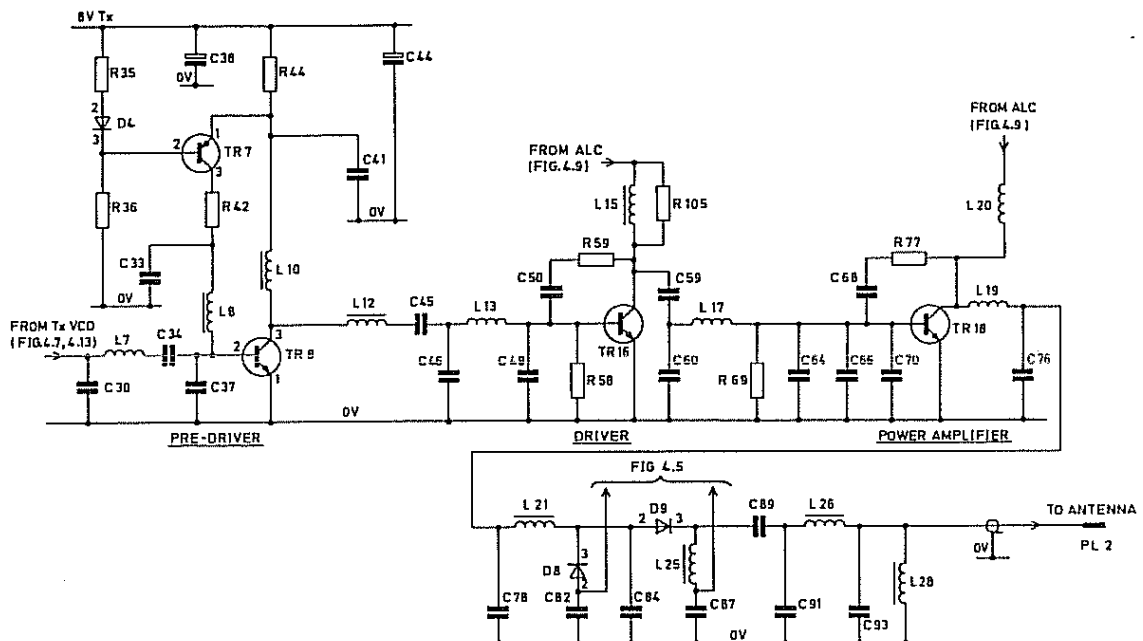 8V Tx
R35
C38
0V
R44
C44
2
D4
3
1
2
TR7
3
C41
0V
R36
R42
C33
0V
L8
L10
FROM Tx VCO
(FIG.4.7, 4.13)
L7
C34
C30
C37
2
3
TR8
1
L12
C45
C46
L13
C49
C50
R59
FROM ALC
(FIG.4.9)
L15
R105
C59
TR16
R58
C60
L17
R69
C64
C66
C70
C68
R77
FROM ALC
(FIG.4.9)
L20
L19
TR18
C76
0V
PRE-DRIVER
DRIVER
POWER AMPLIFIER
FIG 4.5
L21
D9
2
3
C89
L26
TO ANTENNA
PL 2
0V
3
D8
2
L25
L28
C78
C82
C84
C87
C91
C93
0V